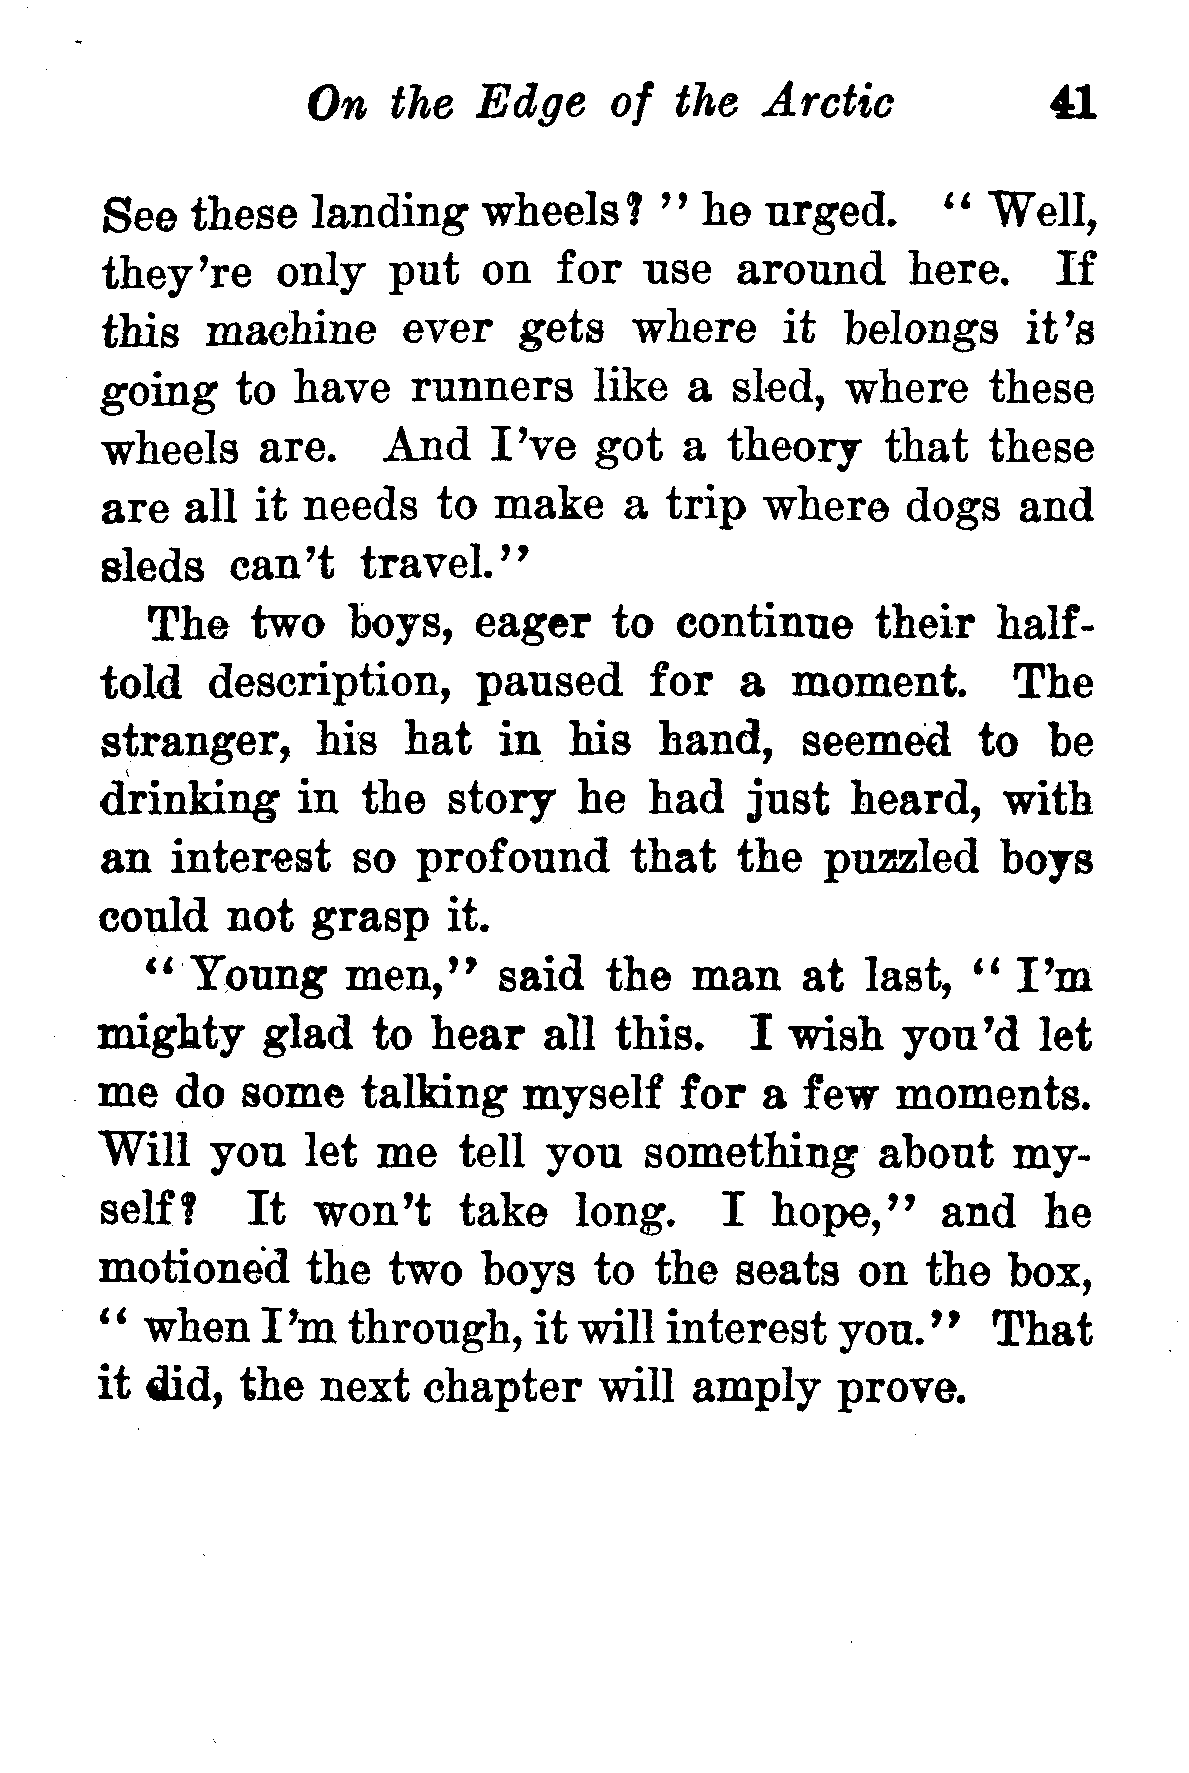 On the Edge of the Arctic 41
See these landing wheels? " he urged. " Well,
they're only put on for use around here. If
this machine ever gets where it belongs it's
going to have runners like a sled, where these
wheels are. And I've got a theory that these
are all it needs to make a trip where dogs and
sleds can't travel."
The two boys, eager to continue their half-
told description, paused for a moment. The
stranger, his hat in his hand, seemed to be
drinking in the story he had just heard, with
an interest so profound that the puzzled boys
could not grasp it.
" Young men," said the man at last, " I'm
mighty glad to hear all this. I wish you'd let
me do some talking myself for a few moments.
Will you let me tell you something about my-
self? It won't take long. I hope," and he
motioned the two boys to the seats on the box,
" when I'm through, it will interest you." That
it did, the next chapter will amply prove.